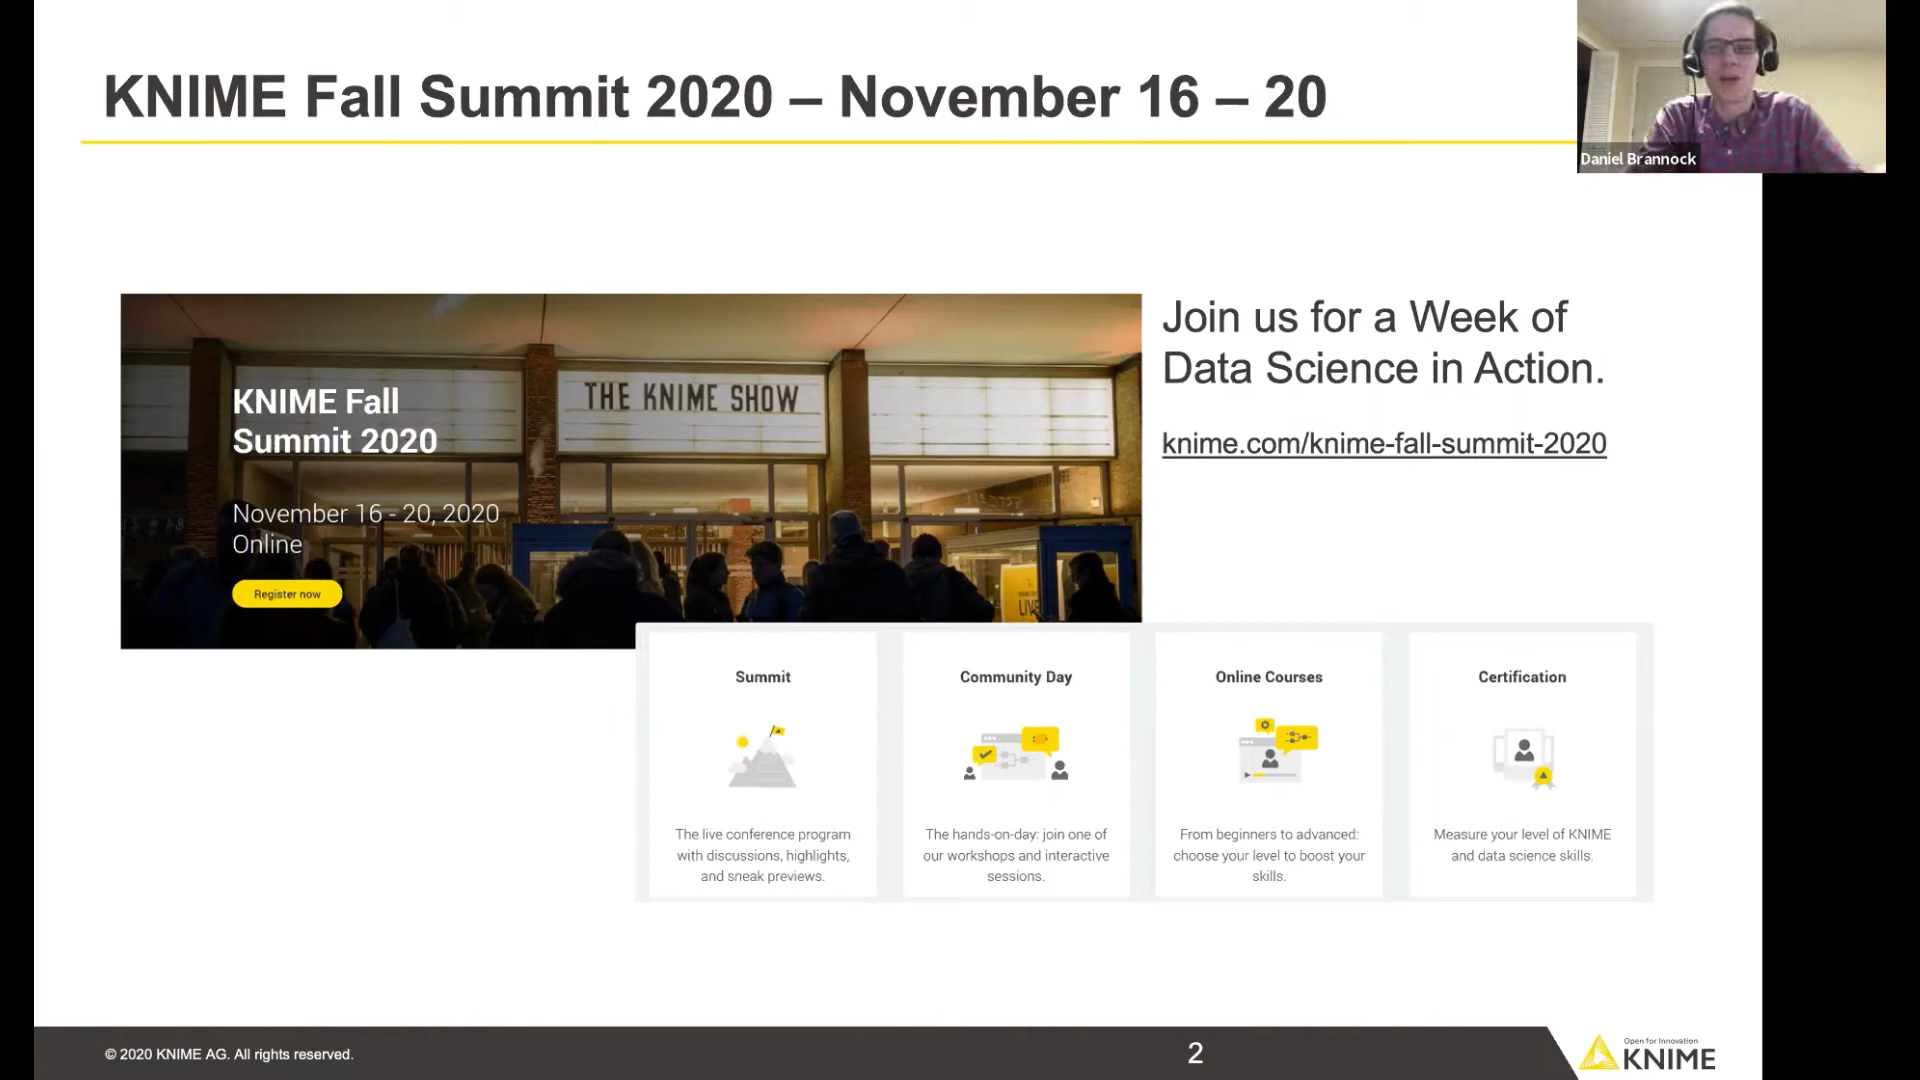 KNIME Fall Summit 2020 – November 16 – 20
Daniel Brannock
THE KNIME SHOW
KNIME Fall
Summit 2020
November 16 - 20, 2020
Online
Register now
LIVE
Join us for a Week of
Data Science in Action.
knime.com/knime-fall-summit-2020
Summit
The live conference program
with discussions, highlights,
and sneak previews.
Community Day
The hands-on-day: join one of
our workshops and interactive
sessions.
Online Courses
From beginners to advanced:
choose your level to boost your
skills.
Certification
Measure your level of KNIME
and data science skills.
© 2020 KNIME AG. All rights reserved.
2
Open for Innovation
KNIME